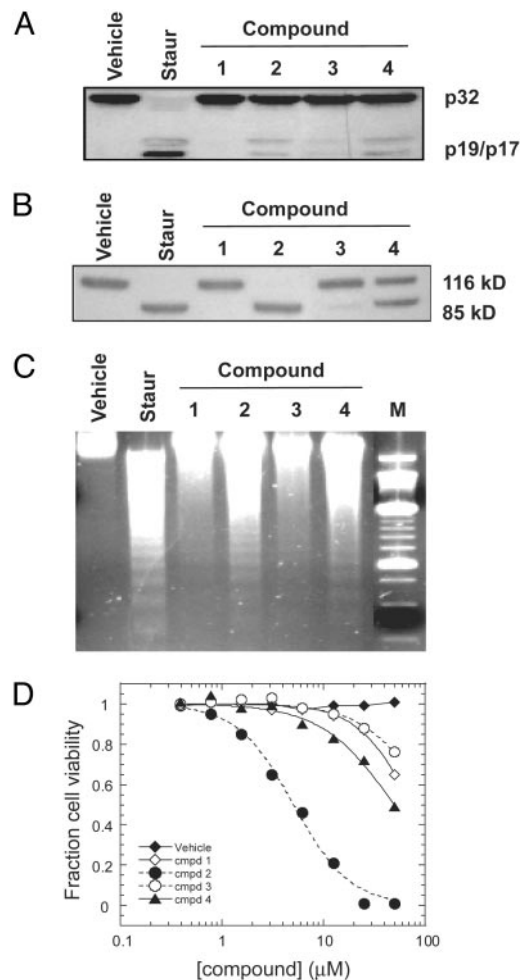 A
Vehicle
Staur
Compound
1 2 3 4
p32
p19/p17
B
Vehicle
Staur
Compound
1 2 3 4
116 kD
85 kD
C
Vehicle
Staur
Compound
1 2 3 4 M
D
Fraction cell viability
1
0.8
0.6
0.4
0.2
0
Vehicle
cmpd 1
cmpd 2
cmpd 3
cmpd 4
0.1 1 10 100
[compound] (μM)